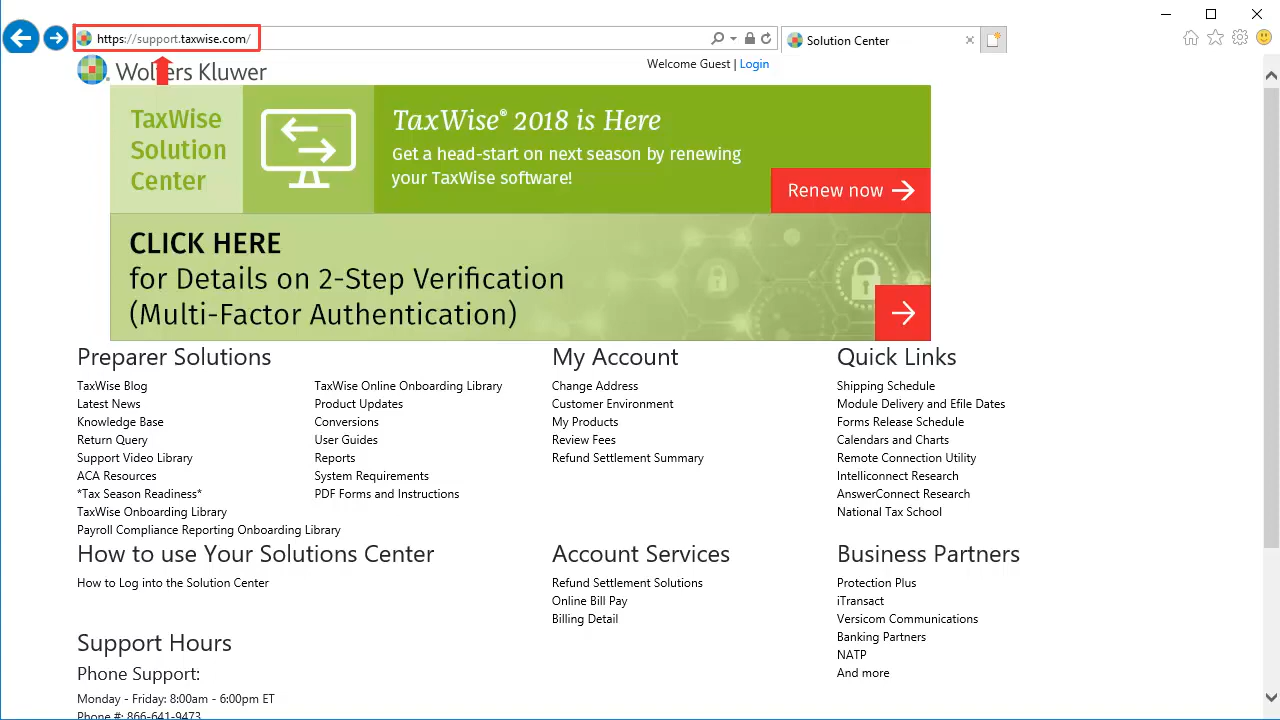 https://support.taxwise.com/
Solution Center
Wolters Kluwer
Welcome Guest | Login
TaxWise
Solution
Center
TaxWise® 2018 is Here
Get a head-start on next season by renewing
your TaxWise software!
Renew now
CLICK HERE
for Details on 2-Step Verification
(Multi-Factor Authentication)
Preparer Solutions
TaxWise Blog
Latest News
Knowledge Base
Return Query
Support Video Library
ACA Resources
*Tax Season Readiness*
TaxWise Onboarding Library
Payroll Compliance Reporting Onboarding Library
TaxWise Online Onboarding Library
Product Updates
Conversions
User Guides
Reports
System Requirements
PDF Forms and Instructions
My Account
Change Address
Customer Environment
My Products
Review Fees
Refund Settlement Summary
Quick Links
Shipping Schedule
Module Delivery and Efile Dates
Forms Release Schedule
Calendars and Charts
Remote Connection Utility
Intelliconnect Research
AnswerConnect Research
National Tax School
How to use Your Solutions Center
How to Log into the Solution Center
Account Services
Refund Settlement Solutions
Online Bill Pay
Billing Detail
Business Partners
Protection Plus
iTransact
Versicom Communications
Banking Partners
NATP
And more
Support Hours
Phone Support:
Monday - Friday: 8:00am - 6:00pm ET
Phone #: 866-641-9473